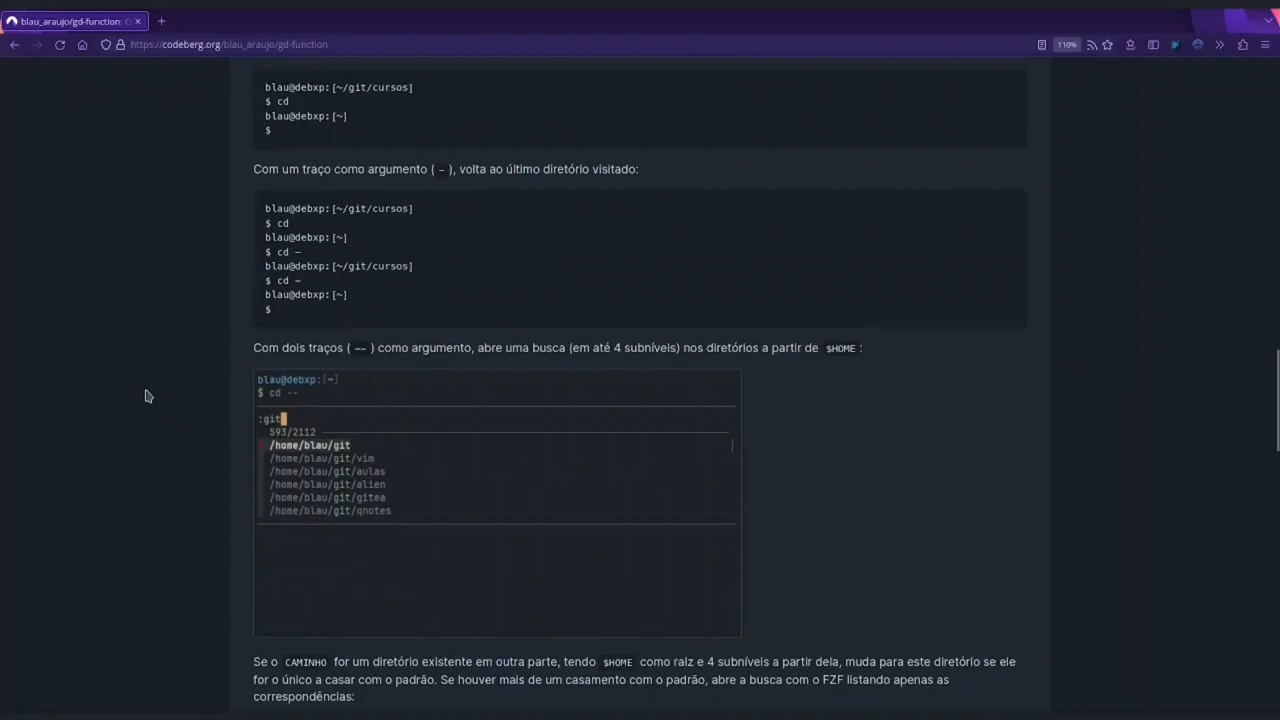 blau_araujo/gd-function:
https://codeberg.org/blau_araujo/gd-function
110%
blau@debxp:[~/git/cursos]
$ cd
blau@debxp:[~]
$
Com um traço como argumento ( - ), volta ao último diretório visitado:
blau@debxp:[~/git/cursos]
$ cd
blau@debxp:[~]
$ cd -
blau@debxp:[~/git/cursos]
$ cd -
blau@debxp:[~]
$
Com dois traços ( -- ) como argumento, abre uma busca (em até 4 subníveis) nos diretórios a partir de $HOME :
blau@debxp:[~]
$ cd --
:git
593/2112
/home/blau/git
/home/blau/git/vim
/home/blau/git/aulas
/home/blau/git/alien
/home/blau/git/gitea
/home/blau/git/qnotes
Se o CAMINHO for um diretório existente em outra parte, tendo $HOME como raiz e 4 subníveis a partir dela, muda para este diretório se ele
for o único a casar com o padrão. Se houver mais de um casamento com o padrão, abre a busca com o FZF listando apenas as
correspondências: